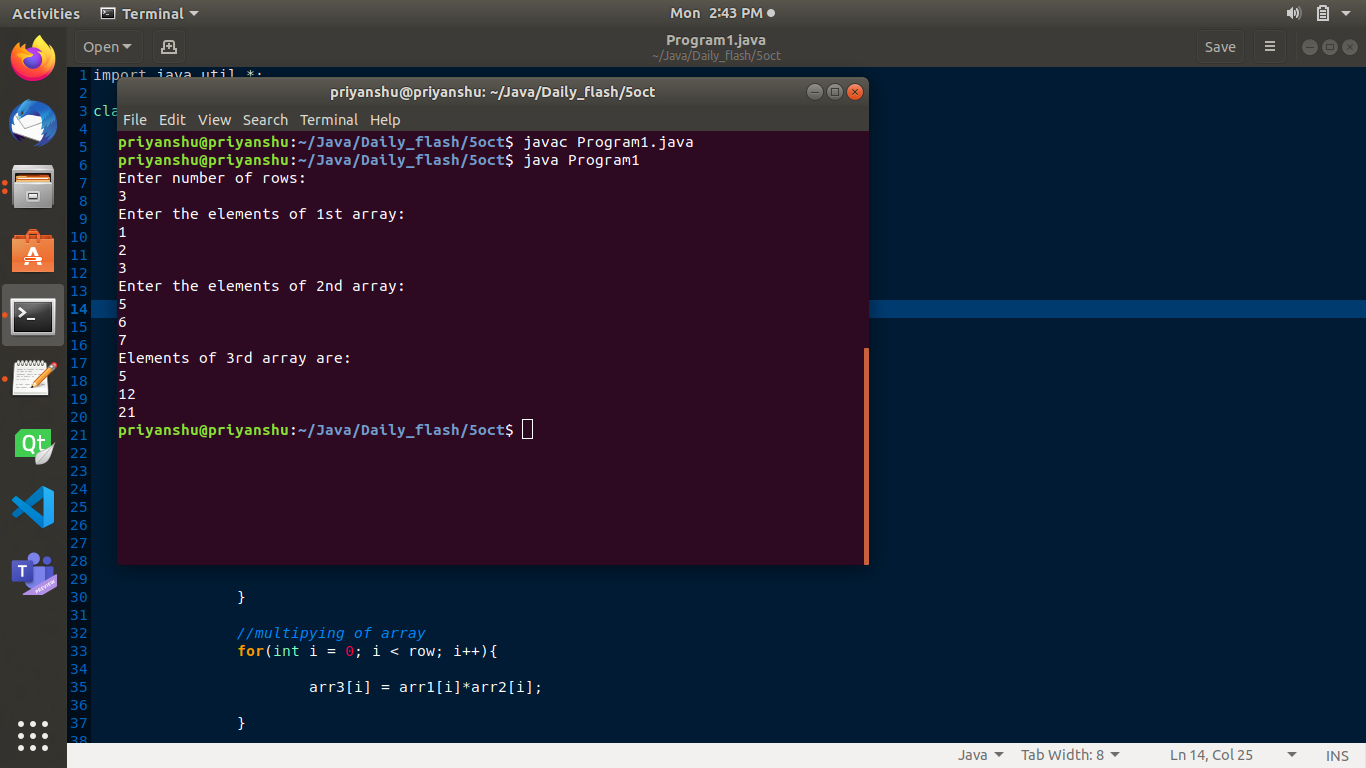 Activities Terminal Mon 2:43 PM
Open Program1.java Save
~/Java/Daily_flash/5oct
1 import java.util.*;
2
3 cla
4
5
6
7
8
9
10
11
12
13
14
15
16
17
18
19
20
21
22
23
24
25
26
27
28
29
30 }
31
32 //multipying of array
33 for(int i = 0; i < row; i++){
34
35 arr3[i] = arr1[i]*arr2[i];
36
37 }
38
priyanshu@priyanshu: ~/Java/Daily_flash/5oct
File Edit View Search Terminal Help
priyanshu@priyanshu:~/Java/Daily_flash/5oct$ javac Program1.java
priyanshu@priyanshu:~/Java/Daily_flash/5oct$ java Program1
Enter number of rows:
3
Enter the elements of 1st array:
1
2
3
Enter the elements of 2nd array:
5
6
7
Elements of 3rd array are:
5
12
21
priyanshu@priyanshu:~/Java/Daily_flash/5oct$
A
Qt
T
PREVIEW
Java Tab Width: 8 Ln 14, Col 25 INS